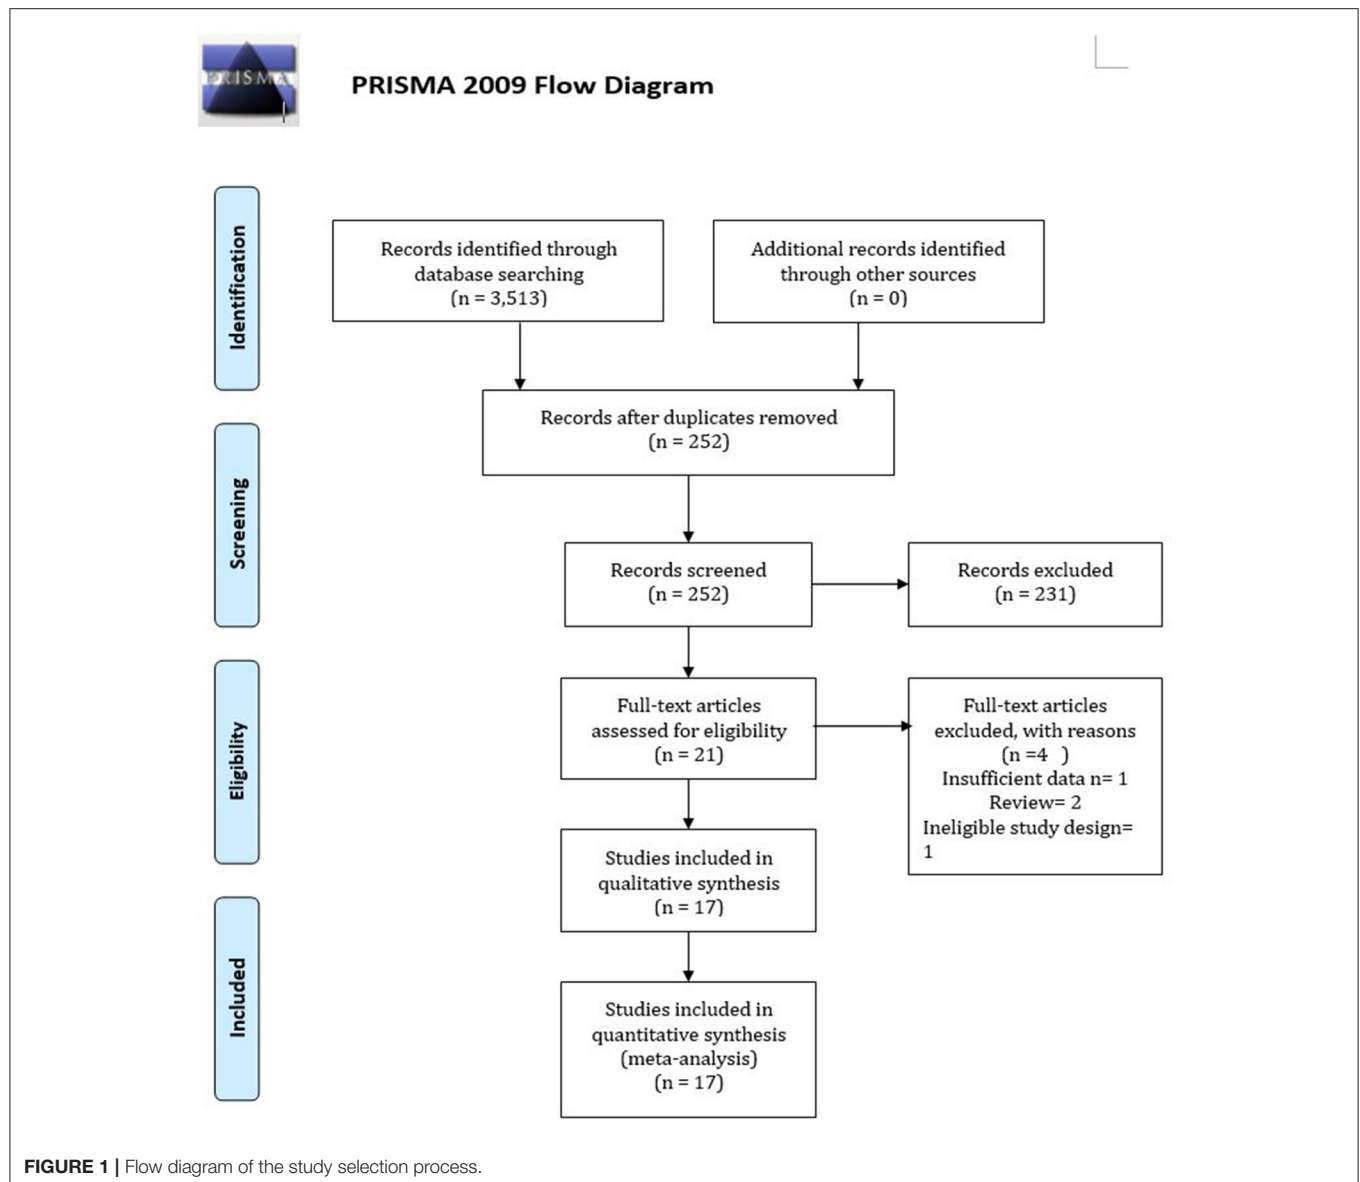 PRISMA
PRISMA 2009 Flow Diagram
Identification
Records identified through
database searching
(n = 3,513)
Additional records identified
through other sources
(n = 0)
Records after duplicates removed
(n = 252)
Screening
Records screened
(n = 252)
Records excluded
(n = 231)
Eligibility
Full-text articles
assessed for eligibility
(n = 21)
Full-text articles
excluded, with reasons
(n =4   )
Insufficient data n= 1
Review= 2
Ineligible study design=
1
Studies included in
qualitative synthesis
(n = 17)
Included
Studies included in
quantitative synthesis
(meta-analysis)
(n = 17)
FIGURE 1 | Flow diagram of the study selection process.